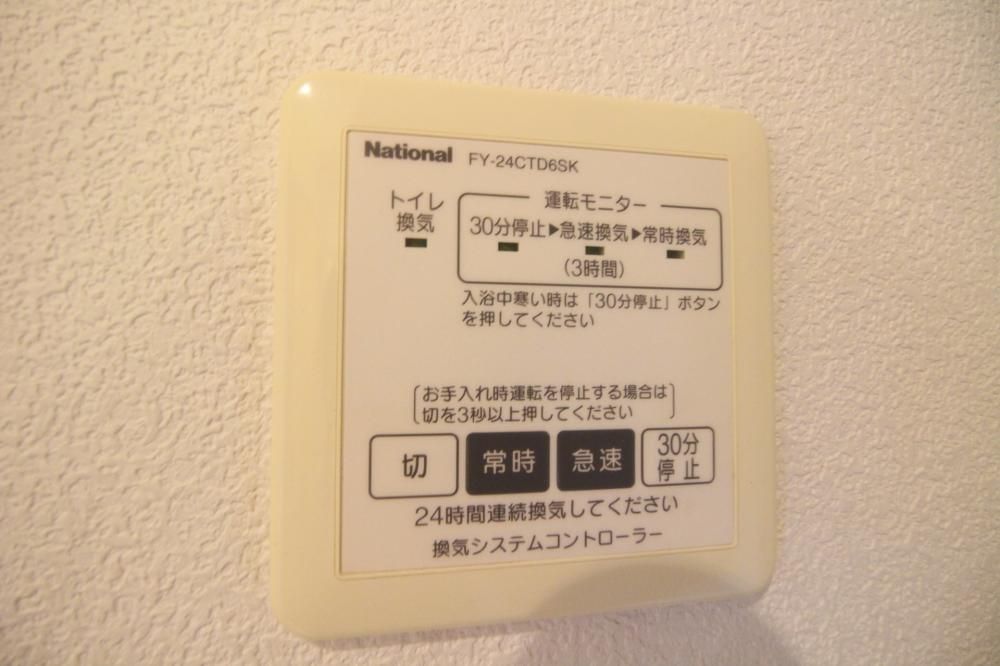 National FY-24CTD6SK
トイレ
換気
運転モニター
30分停止▶急速換気▶常時換気
(3時間)
入浴中寒い時は「30分停止」ボタン
を押してください
お手入れ時運転を停止する場合は
切を3秒以上押してください
切 常時 急速 30分
停止
24時間連続換気してください
換気システムコントローラー